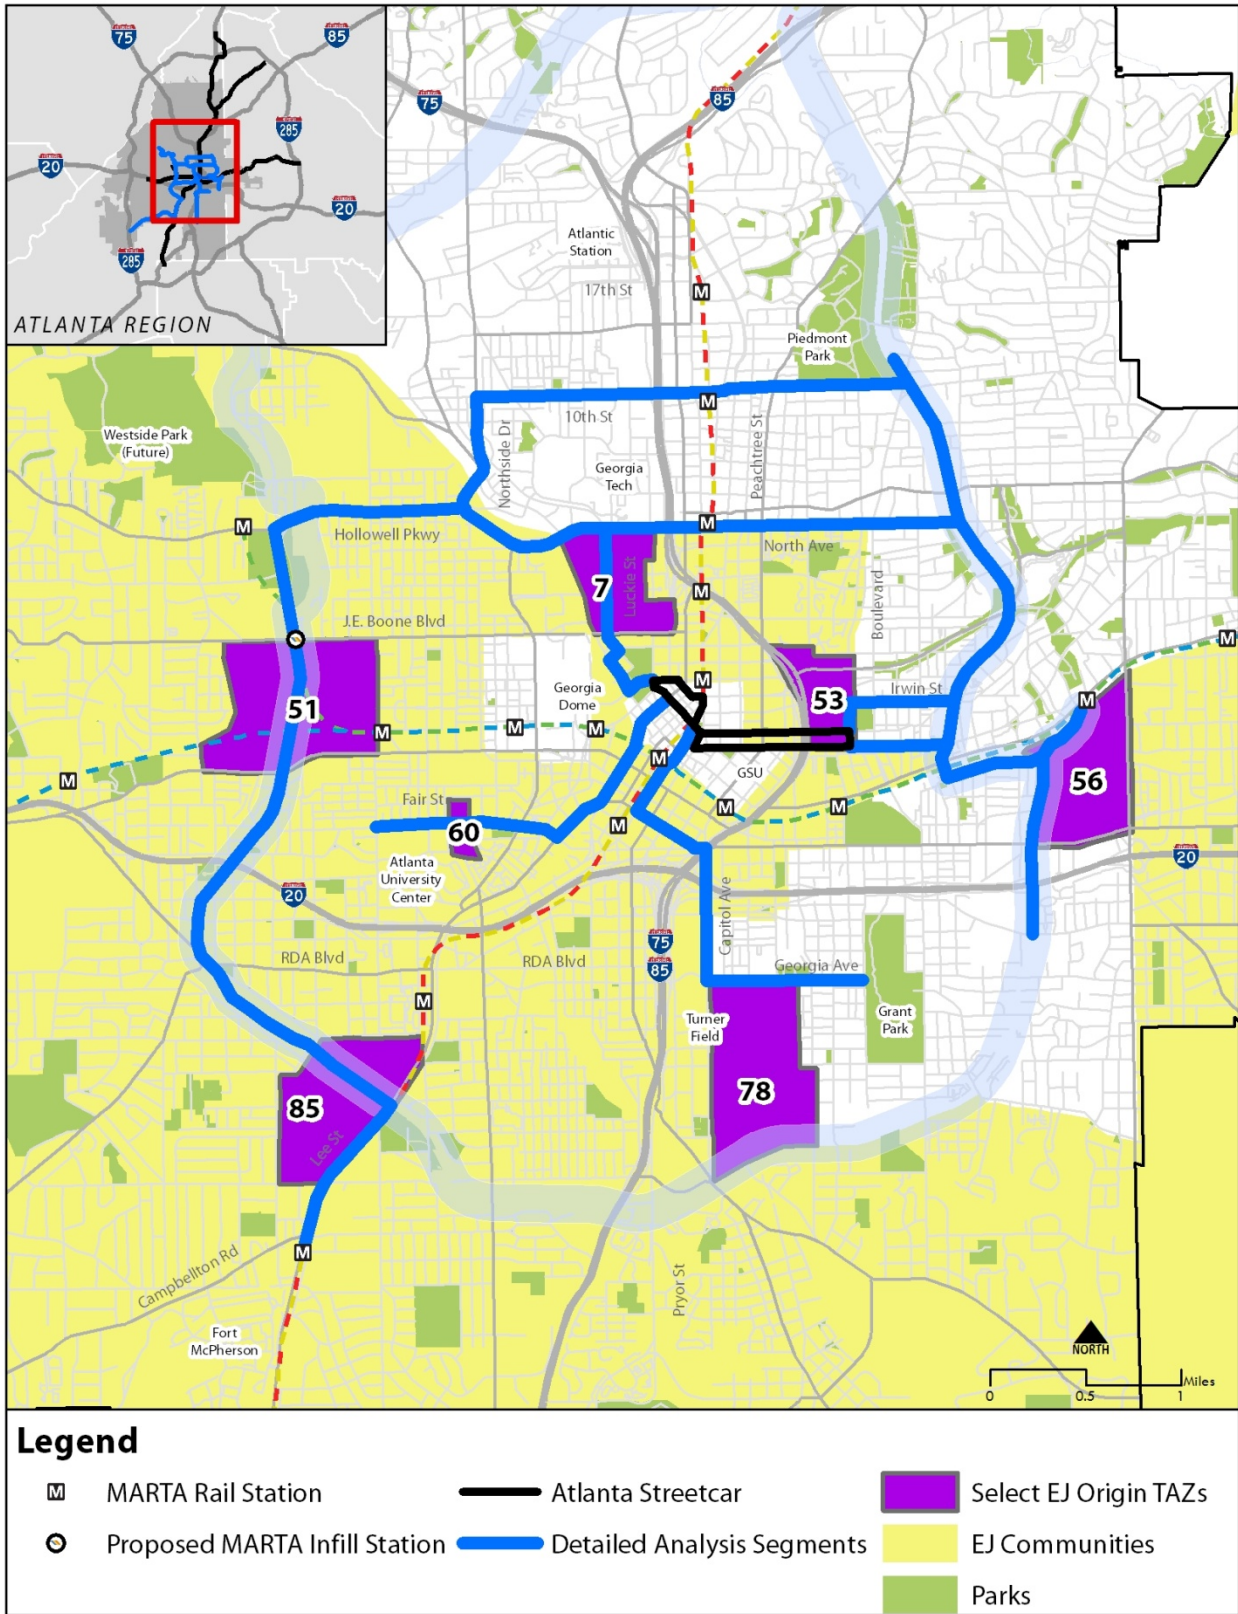 75
85
285
20
20
285
ATLANTA REGION
75
85
Atlantic
Station
17th St
Piedmont
Park
10th St
Peachtree St
Northside Dr
Georgia
Tech
Westside Park
(Future)
M
M
M
M
M
Hollowell Pkwy
North Ave
7
Luckie St
M
Boulevard
J.E. Boone Blvd
M
M
Irwin St
53
51
Georgia
Dome
M
M
M
M
M
GSU
56
M
Fair St
60
M
M
M
Atlanta
University
Center
20
20
Capitol Ave
RDA Blvd
RDA Blvd
75
85
Georgia Ave
M
Turner
Field
Grant
Park
78
85
Lee St
M
Campbellton Rd
Pryor St
Fort
McPherson
NORTH
0
0.5
1
Miles
Legend
M MARTA Rail Station
Atlanta Streetcar
Select EJ Origin TAZs
Proposed MARTA Infill Station
Detailed Analysis Segments
EJ Communities
Parks